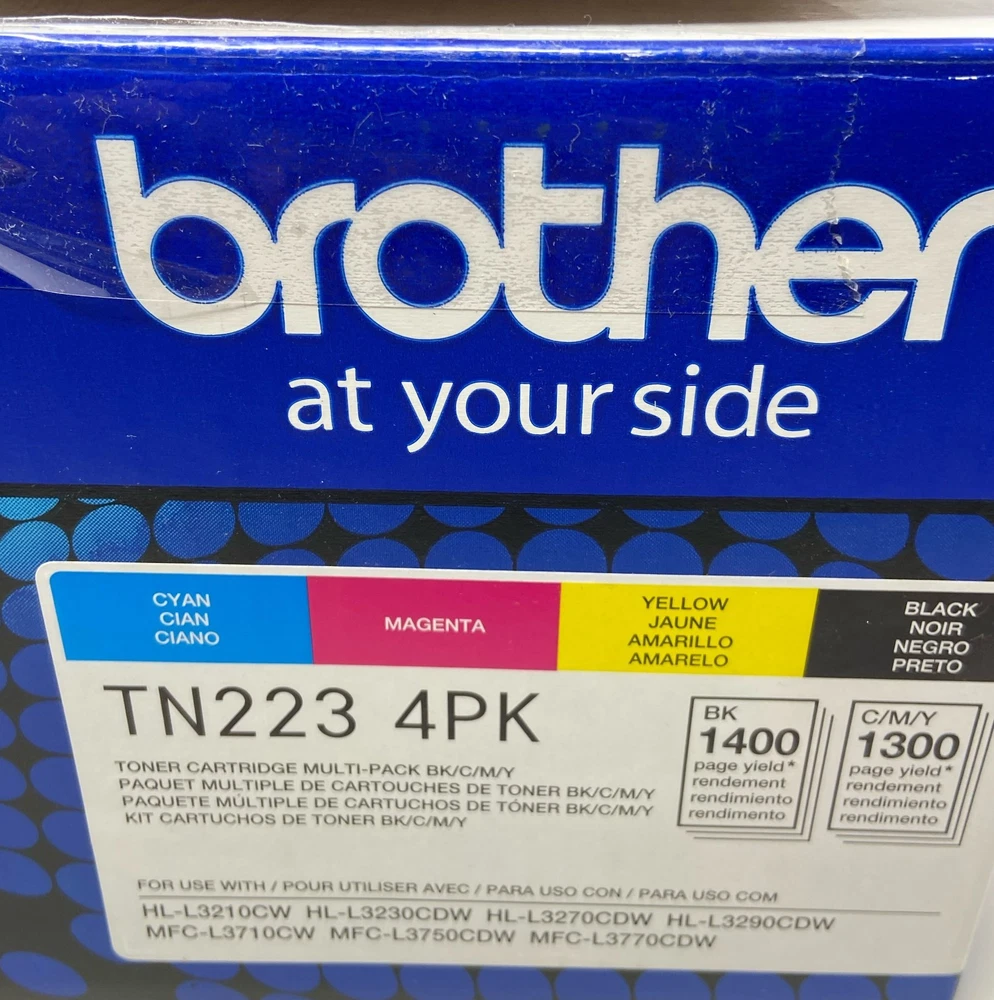 brother
at your side
CYAN
CIAN
CIANO
MAGENTA
YELLOW
JAUNE
AMARILLO
AMARELO
BLACK
NOIR
NEGRO
PRETO
TN223 4PK
TONER CARTRIDGE MULTI-PACK BK/C/M/Y
PAQUET MULTIPLE DE CARTOUCHES DE TONER BK/C/M/Y
PAQUETE MÚLTIPLE DE CARTUCHOS DE TÓNER BK/C/M/Y
KIT CARTUCHOS DE TONER BK/C/M/Y
BK
1400
page yield*
rendement
rendimiento
rendimento
C/M/Y
1300
page yield*
rendement
rendimiento
rendimento
FOR USE WITH / POUR UTILISER AVEC / PARA USO CON / PARA USO COM
HL-L3210CW HL-L3230CDW HL-L3270CDW HL-L3290CDW
MFC-L3710CW MFC-L3750CDW MFC-L3770CDW